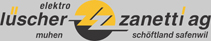 elektro
lüscher zanetti ag
muhen schöftland safenwil